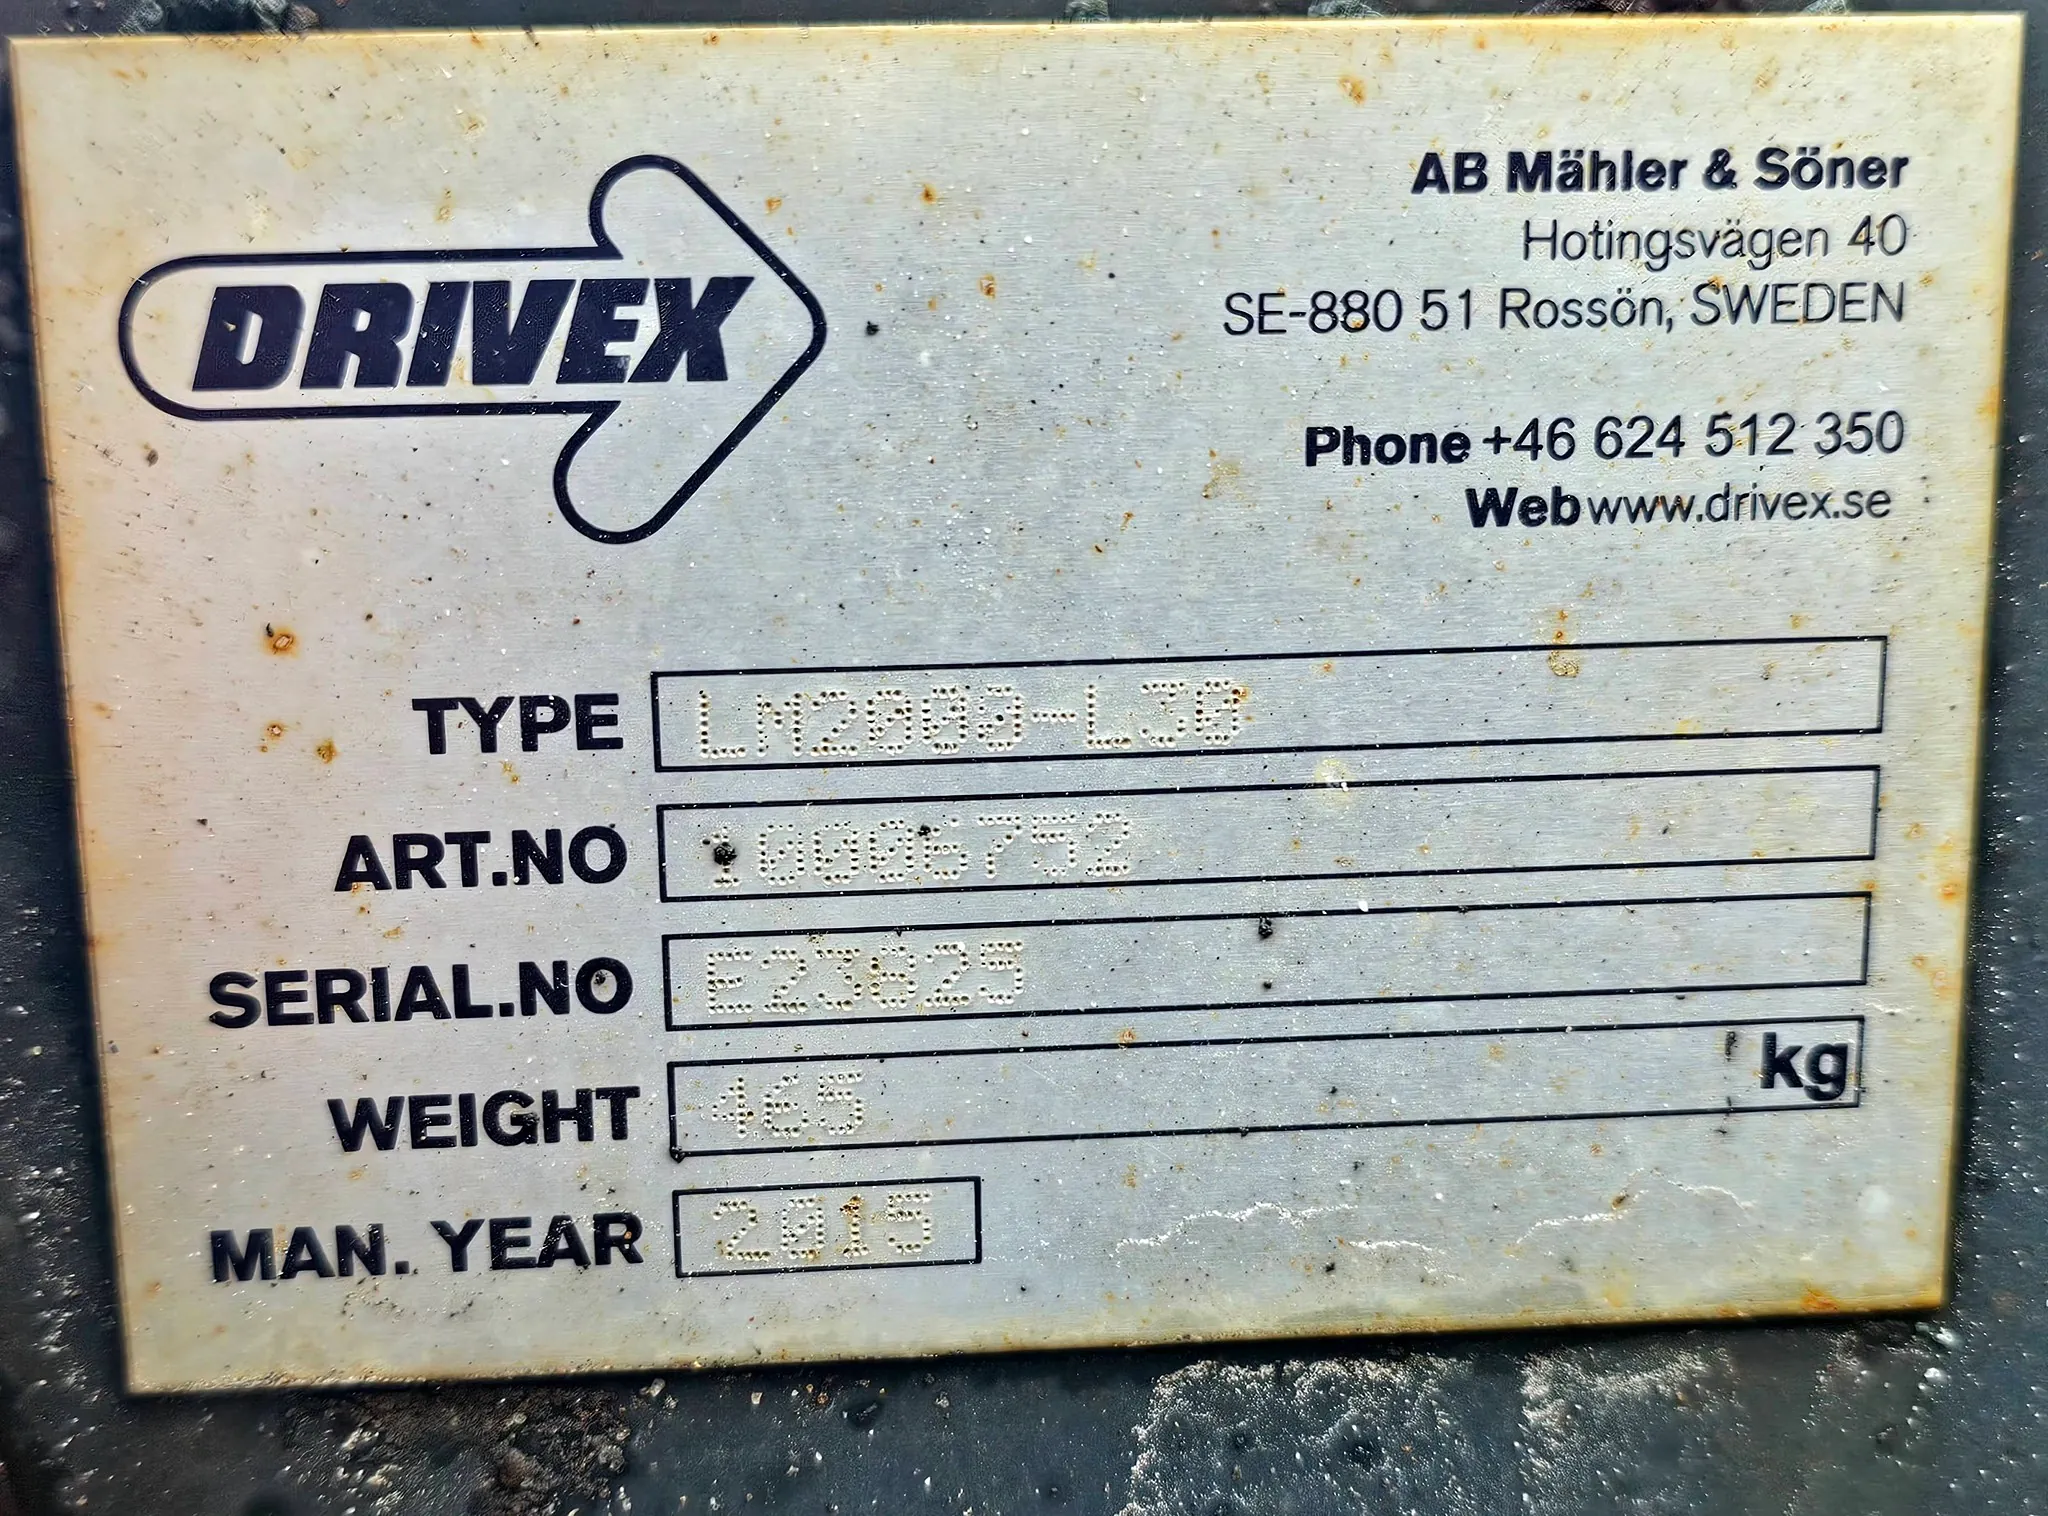 DRIVEX
AB Mähler & Söner
Hotingsvägen 40
SE-880 51 Rossön, SWEDEN
Phone +46 624 512 350
Web www.drivex.se
TYPE LM2000-L30
ART.NO 10006752
SERIAL.NO E23625
WEIGHT 465 kg
MAN. YEAR 2015